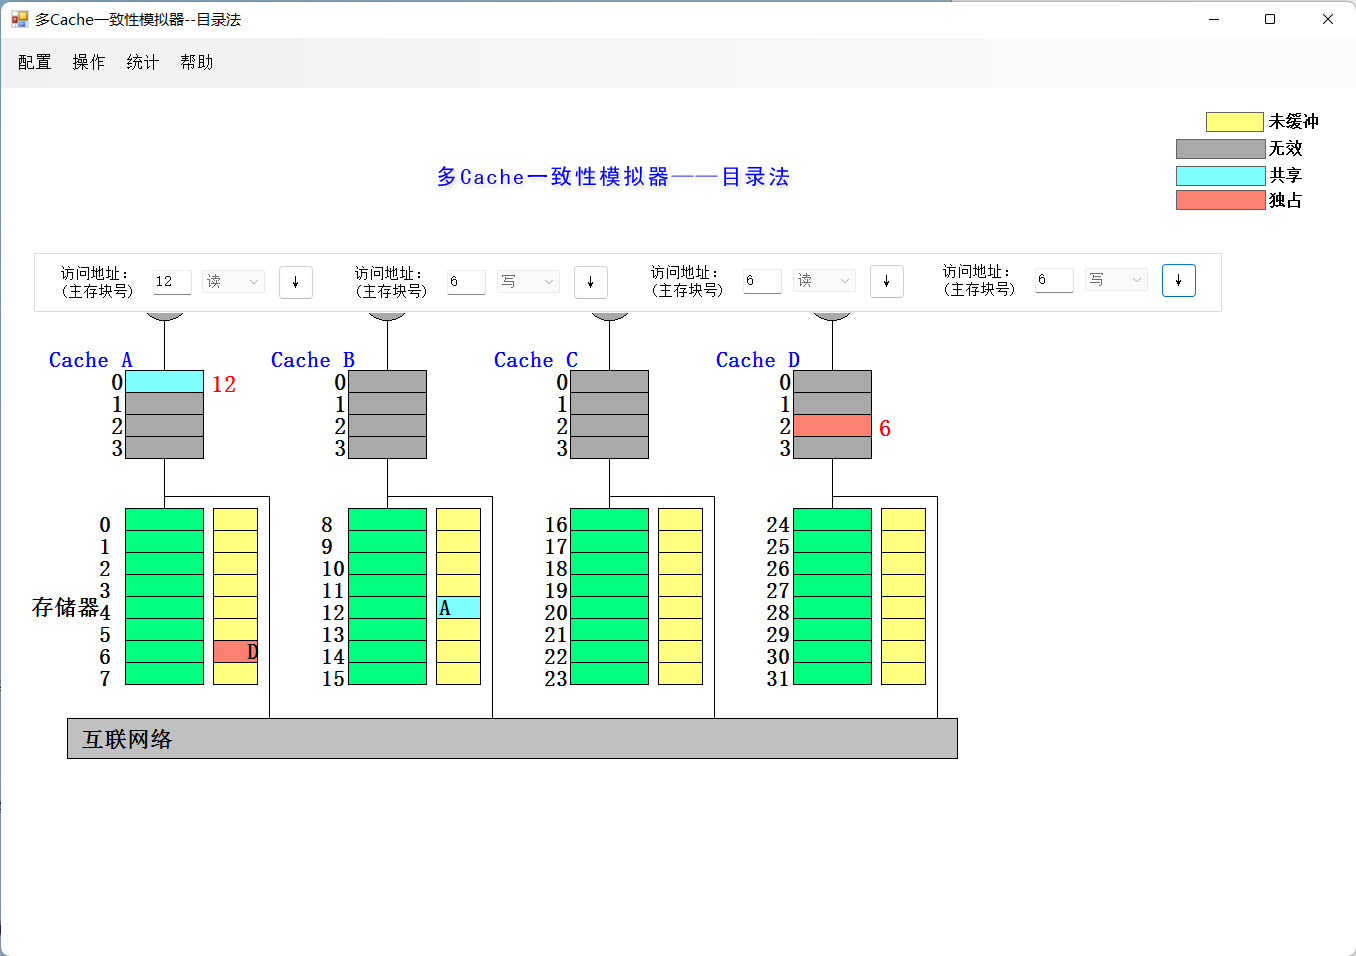 多Cache一致性模拟器--目录法
配置 操作 统计 帮助
未缓冲
无效
共享
独占
多Cache一致性模拟器——目录法
访问地址：
(主存块号)
12 读 ↓
访问地址：
(主存块号)
6 写 ↓
访问地址：
(主存块号)
6 读 ↓
访问地址：
(主存块号)
6 写 ↓
Cache A
0 12
1
2
3
Cache B
0
1
2
3
Cache C
0
1
2
3
Cache D
0
1
2 6
3
存储器
0
1
2
3
4
5
6 D
7
8
9
10
11
12 A
13
14
15
16
17
18
19
20
21
22
23
24
25
26
27
28
29
30
31
互联网络